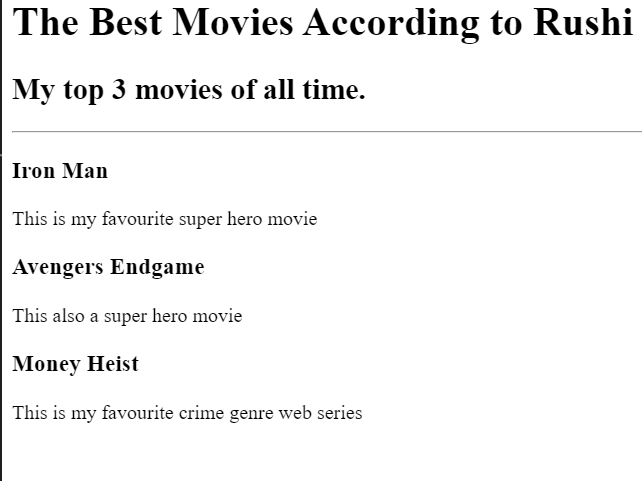 The Best Movies According to Rushi
My top 3 movies of all time.
Iron Man
This is my favourite super hero movie
Avengers Endgame
This also a super hero movie
Money Heist
This is my favourite crime genre web series